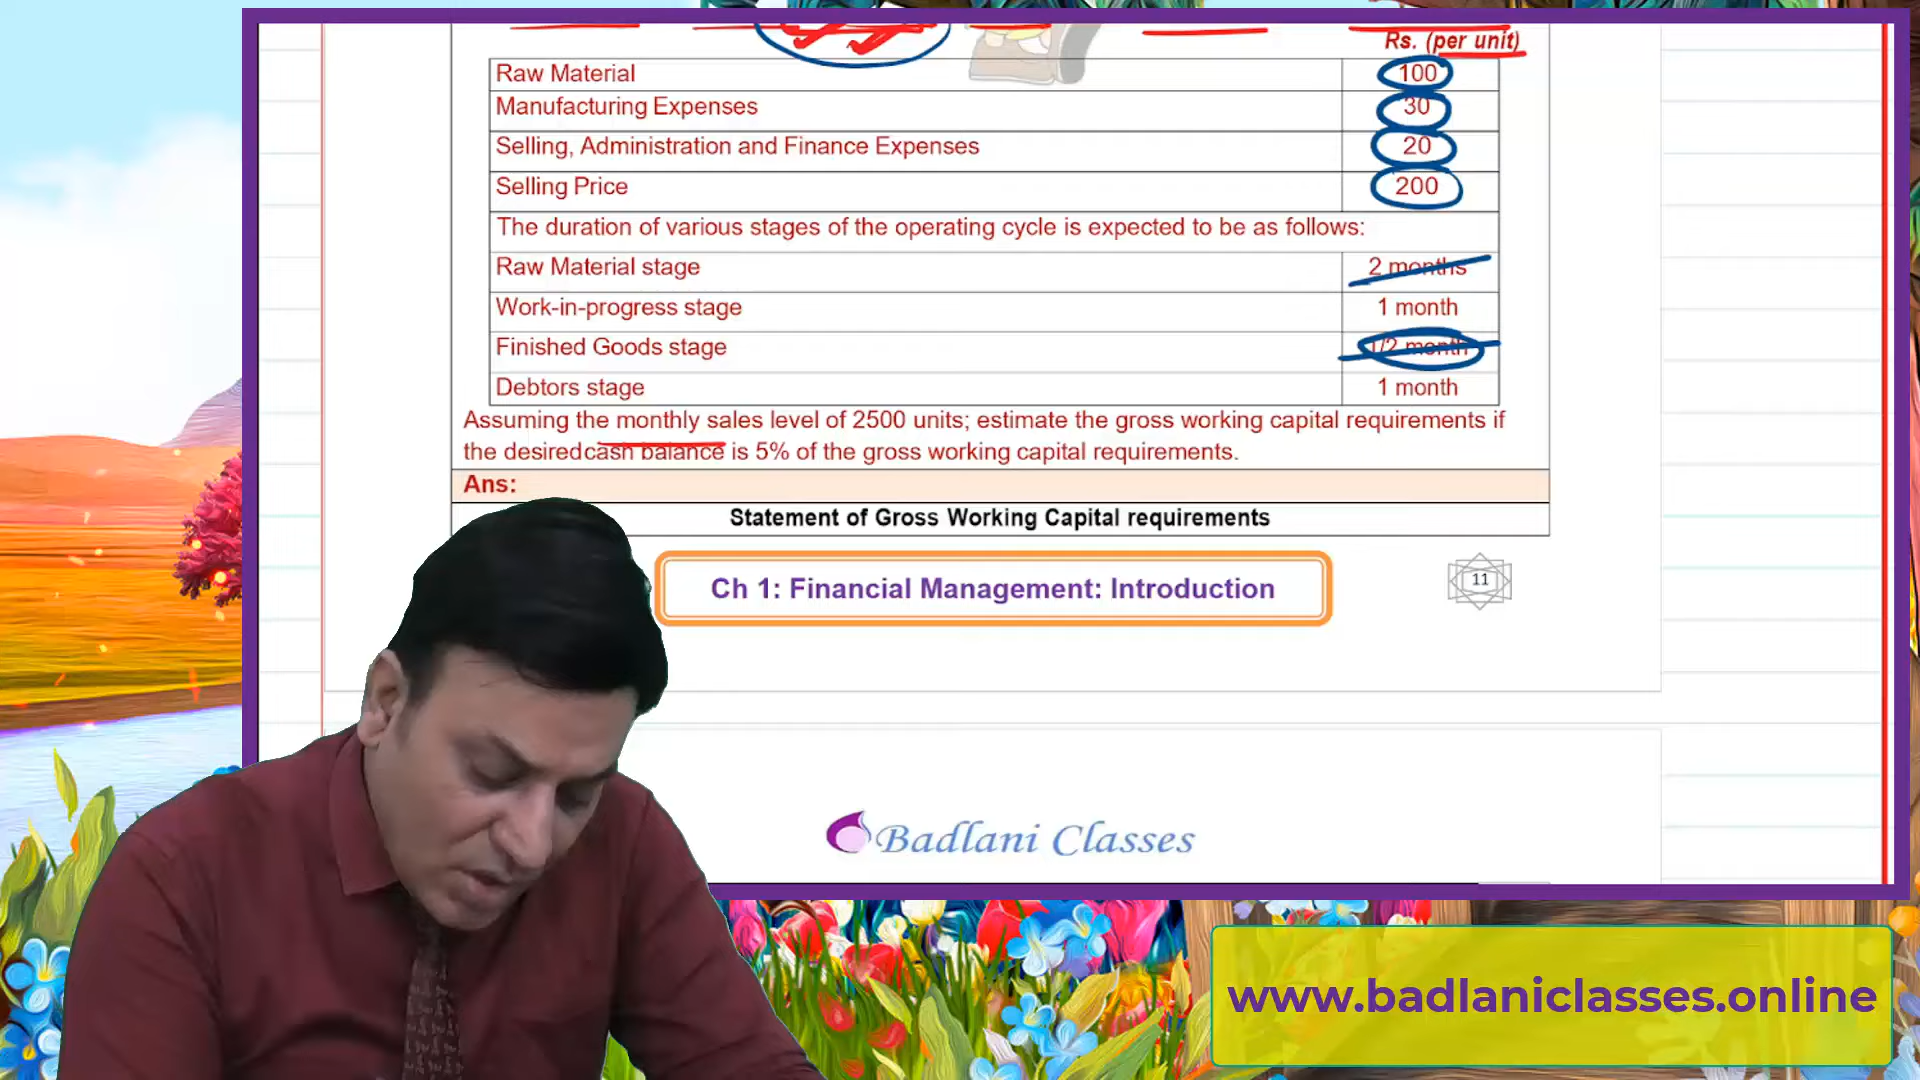 Rs. (per unit)
Raw Material 100
Manufacturing Expenses 30
Selling, Administration and Finance Expenses 20
Selling Price 200
The duration of various stages of the operating cycle is expected to be as follows:
Raw Material stage 2 months
Work-in-progress stage 1 month
Finished Goods stage 1/2 month
Debtors stage 1 month
Assuming the monthly sales level of 2500 units; estimate the gross working capital requirements if
the desiredcash balance is 5% of the gross working capital requirements.
Ans:
Statement of Gross Working Capital requirements
Ch 1: Financial Management: Introduction
11
Badlani Classes
www.badlaniclasses.online